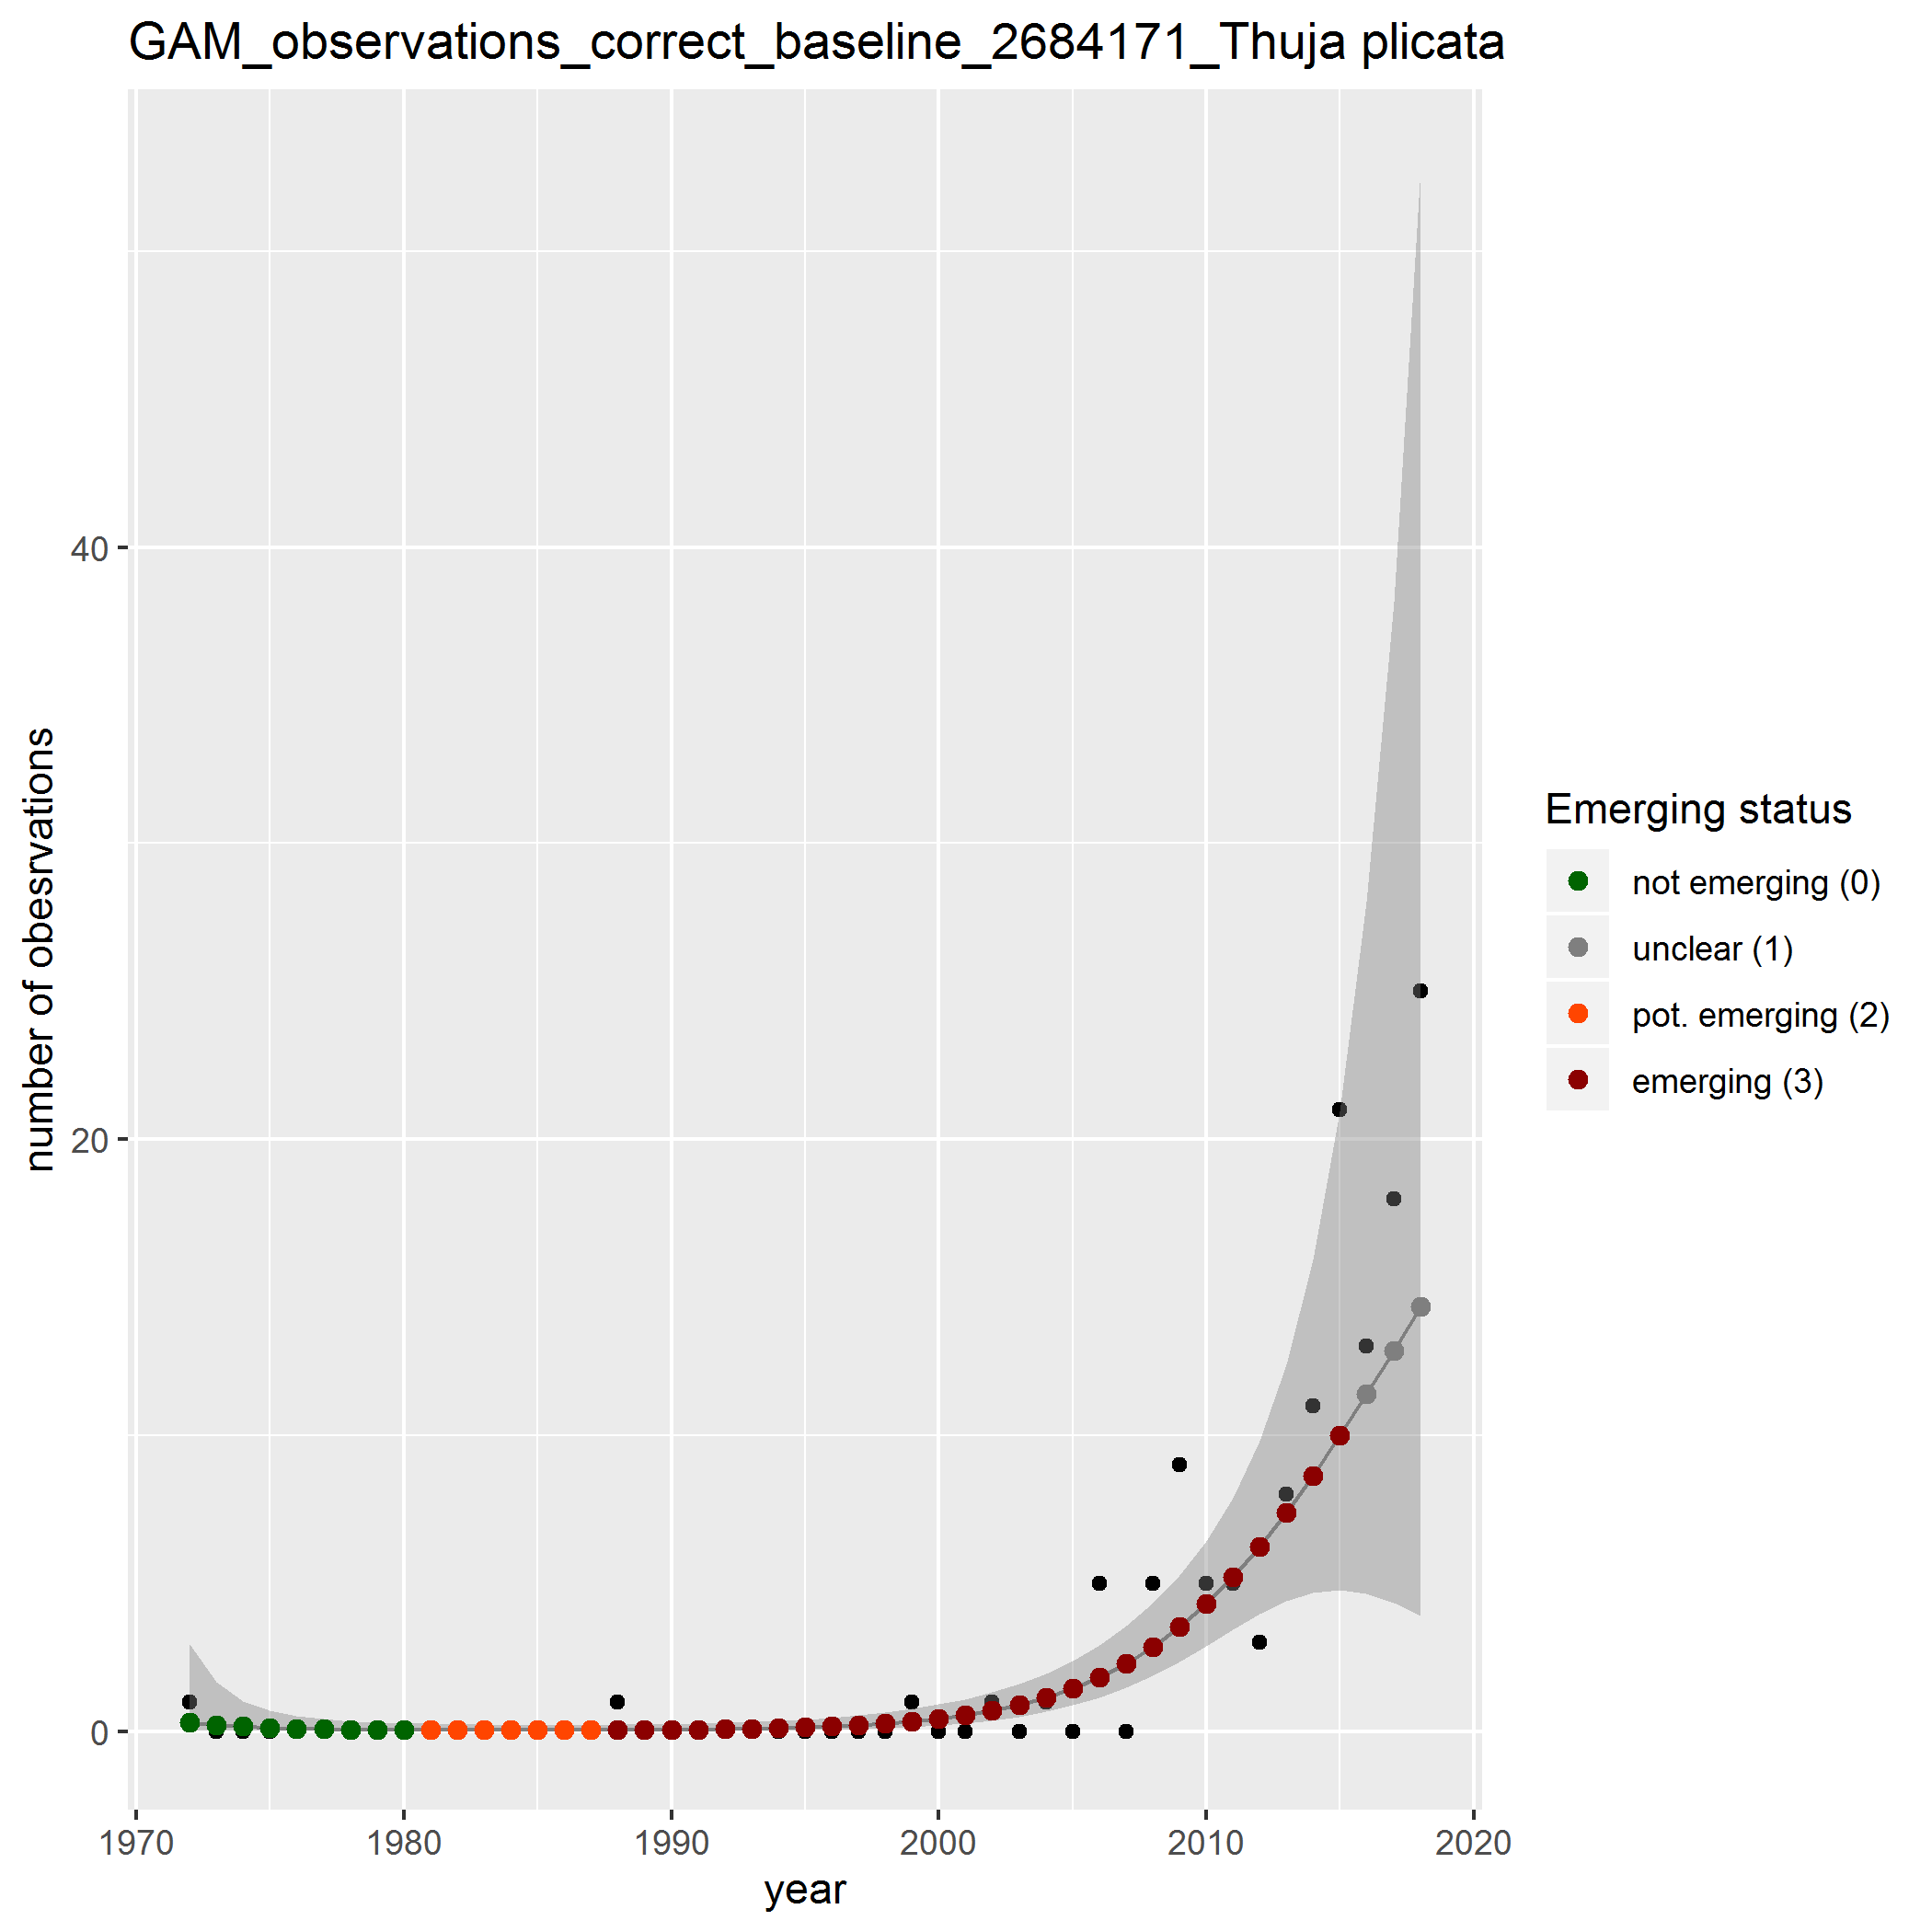 GAM_observations_correct_baseline_2684171_Thuja plicata
number of obesrvations
40
20
0
1970
1980
1990
2000
2010
2020
year
Emerging status
not emerging (0)
unclear (1)
pot. emerging (2)
emerging (3)